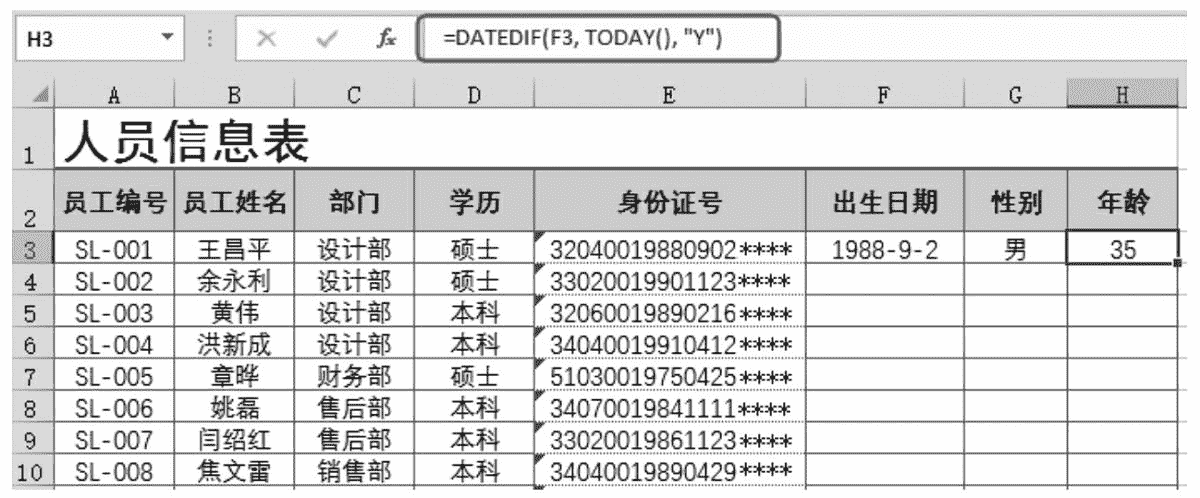 H3 fx =DATEDIF(F3, TODAY(), "Y")
A B C D E F G H
1 人员信息表
2 员工编号 员工姓名 部门 学历 身份证号 出生日期 性别 年龄
3 SL-001 王昌平 设计部 硕士 32040019880902**** 1988-9-2 男 35
4 SL-002 余永利 设计部 硕士 33020019901123****
5 SL-003 黄伟 设计部 本科 32060019890216****
6 SL-004 洪新成 设计部 本科 34040019910412****
7 SL-005 章晔 财务部 硕士 51030019750425****
8 SL-006 姚磊 售后部 本科 34070019841111****
9 SL-007 闫绍红 售后部 本科 33020019861123****
10 SL-008 焦文雷 销售部 本科 34040019890429****